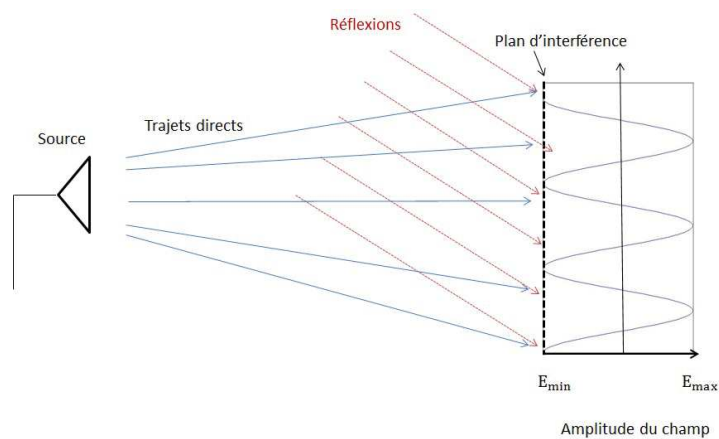 Réflexions
Plan d'interférence
Source
Trajets directs
Emin
Emax
Amplitude du champ